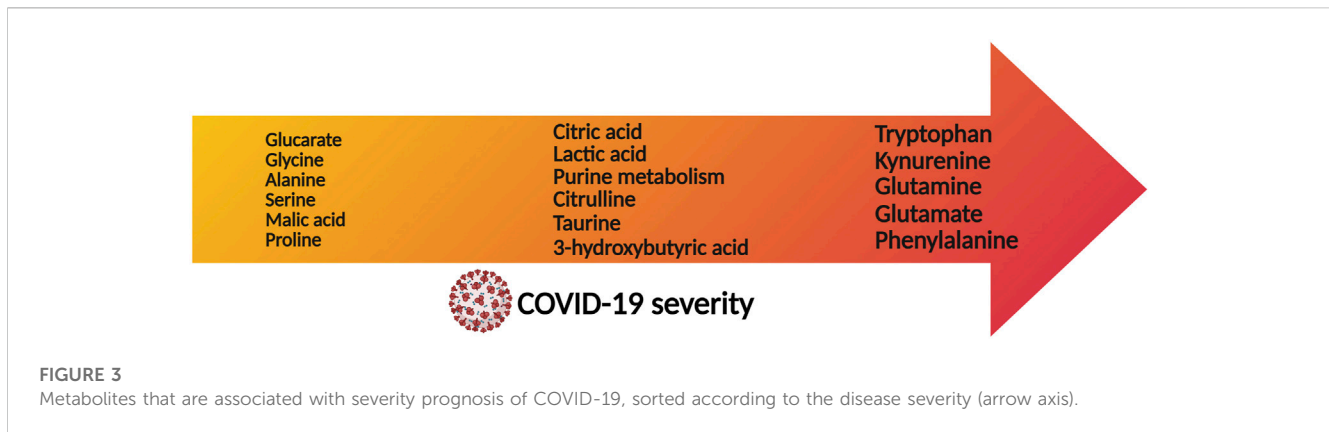 Glucarate
Glycine
Alanine
Serine
Malic acid
Proline
Citric acid
Lactic acid
Purine metabolism
Citrulline
Taurine
3-hydroxybutyric acid
Tryptophan
Kynurenine
Glutamine
Glutamate
Phenylalanine
COVID-19 severity
FIGURE 3
Metabolites that are associated with severity prognosis of COVID-19, sorted according to the disease severity (arrow axis).